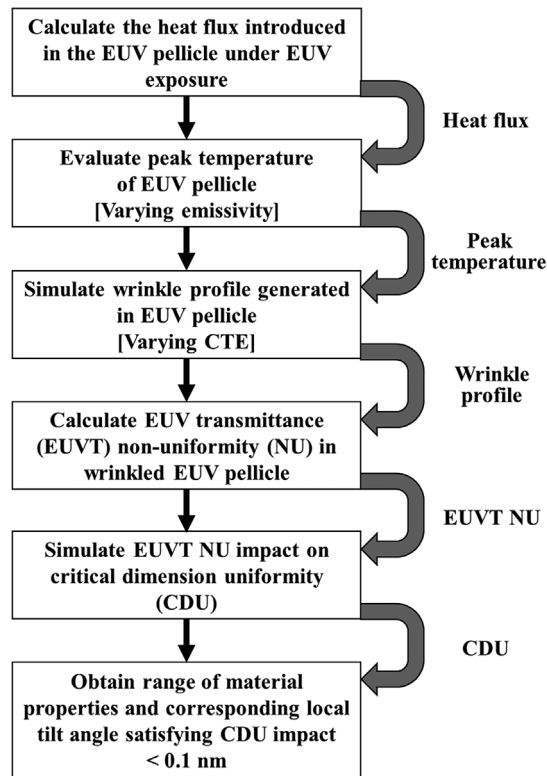 Calculate the heat flux introduced
in the EUV pellicle under EUV
exposure
Heat flux
Evaluate peak temperature
of EUV pellicle
[Varying emissivity]
Peak
temperature
Simulate wrinkle profile generated
in EUV pellicle
[Varying CTE]
Wrinkle
profile
Calculate EUV transmittance
(EUVT) non-uniformity (NU) in
wrinkled EUV pellicle
EUVT NU
Simulate EUVT NU impact on
critical dimension uniformity
(CDU)
CDU
Obtain range of material
properties and corresponding local
tilt angle satisfying CDU impact
< 0.1 nm